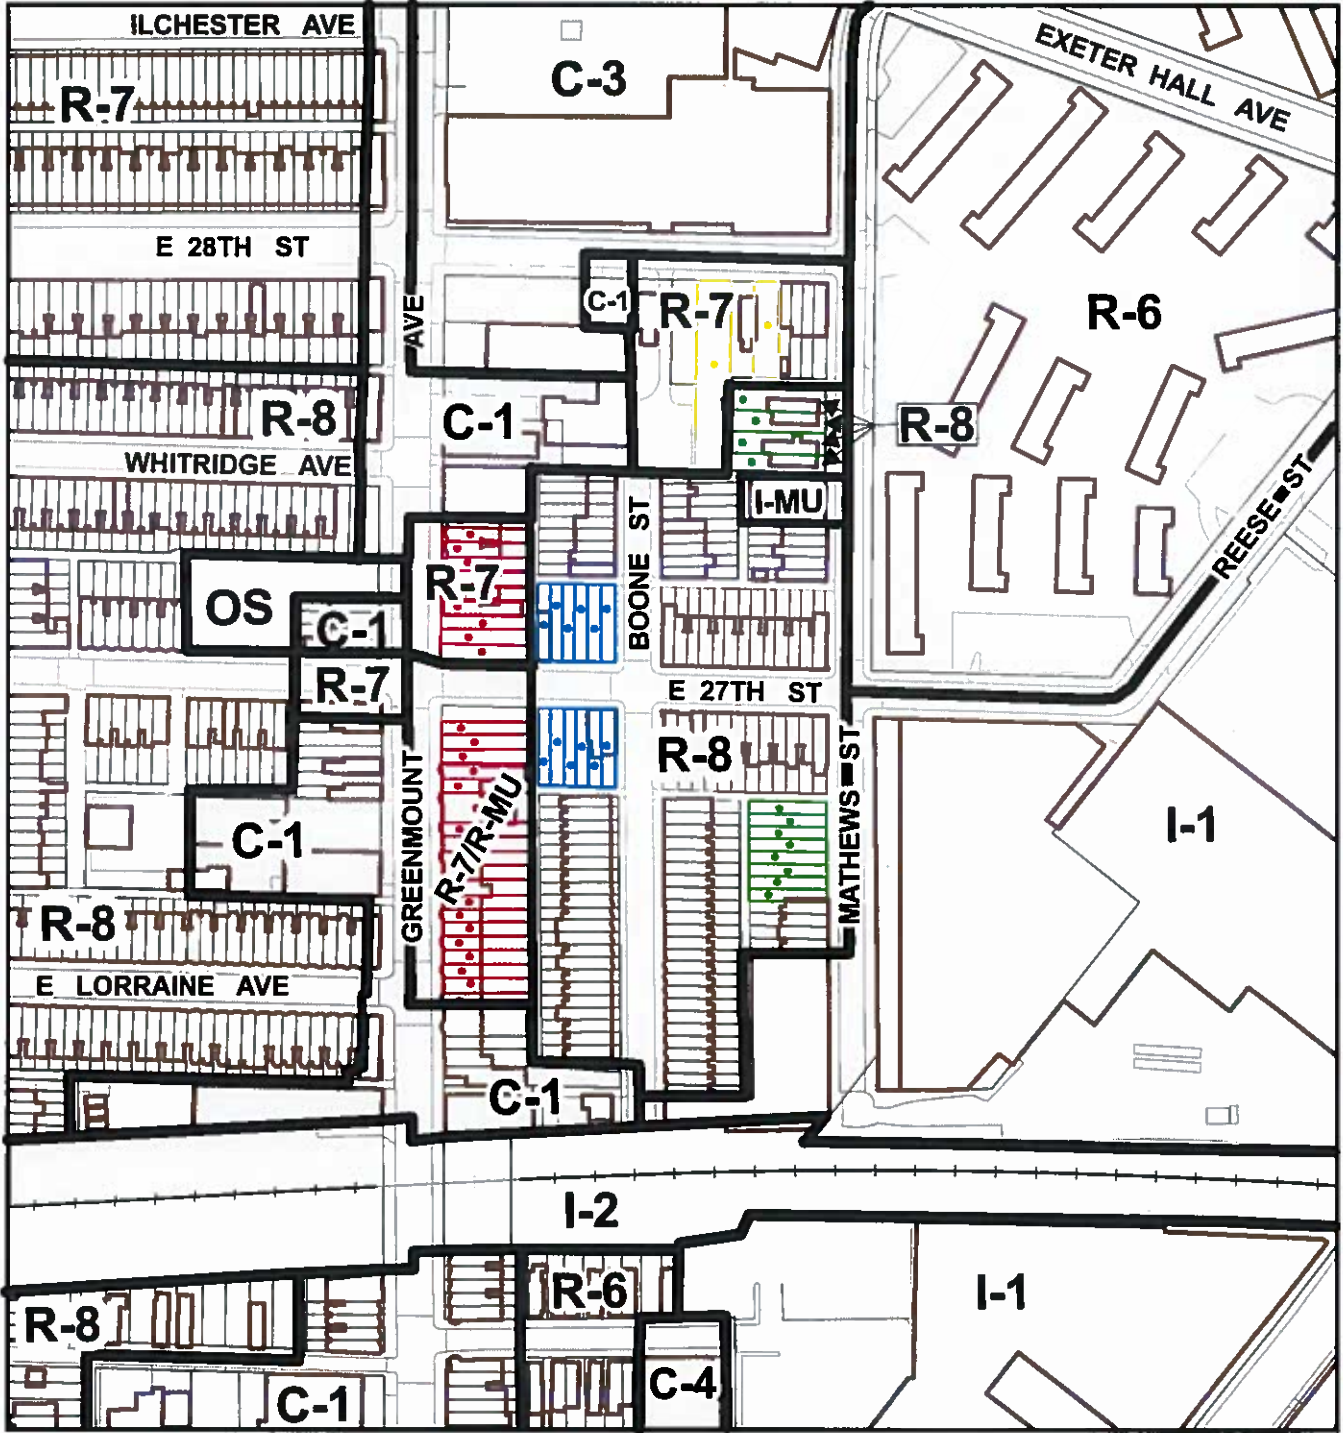 ILCHESTER AVE
EXETER HALL AVE
C-3
R-7
E 28TH ST
C-1
R-7
R-6
AVE
R-8
C-1
R-8
WHITRIDGE AVE
REESE ST
I-MU
BOONE ST
R-7
OS
C-1
R-7
E 27TH ST
R-8
MATHEWS ST
GREENMOUNT
R-7/R-MU
I-1
C-1
R-8
E LORRAINE AVE
C-1
I-2
R-6
I-1
R-8
C-4
C-1